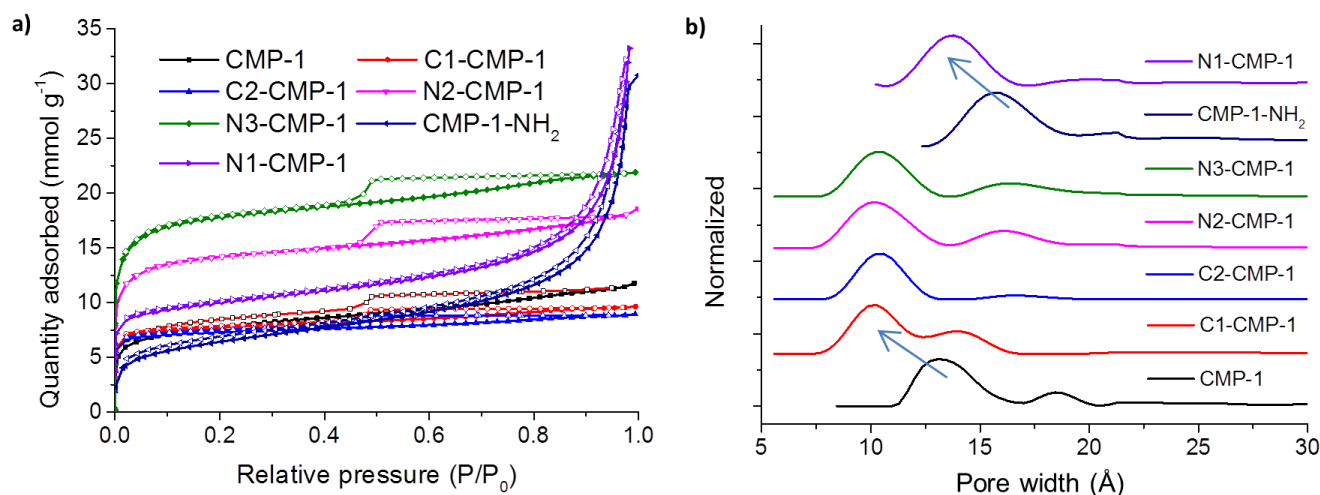 a)
CMP-1 C1-CMP-1
C2-CMP-1 N2-CMP-1
N3-CMP-1 CMP-1-NH₂
N1-CMP-1
35
30
25
20
15
10
5
0
0.0 0.2 0.4 0.6 0.8 1.0
Quantity adsorbed (mmol g⁻¹)
Relative pressure (P/P₀)
b)
N1-CMP-1
CMP-1-NH₂
N3-CMP-1
N2-CMP-1
C2-CMP-1
C1-CMP-1
CMP-1
Normalized
5 10 15 20 25 30
Pore width (Å)